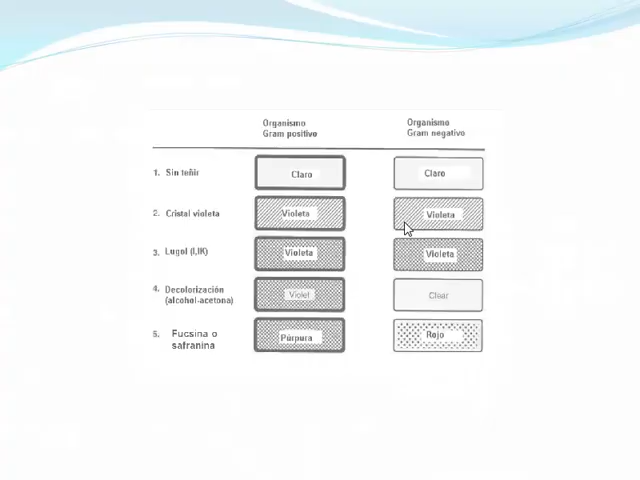 Organismo
Gram positivo
Organismo
Gram negativo
1. Sin teñir
Claro
Claro
2. Cristal violeta
Violeta
Violeta
3. Lugol (I,IK)
Violeta
Violeta
4. Decolorización
(alcohol-acetona)
Violet
Clear
5. Fucsina o
safranina
Púrpura
Rojo